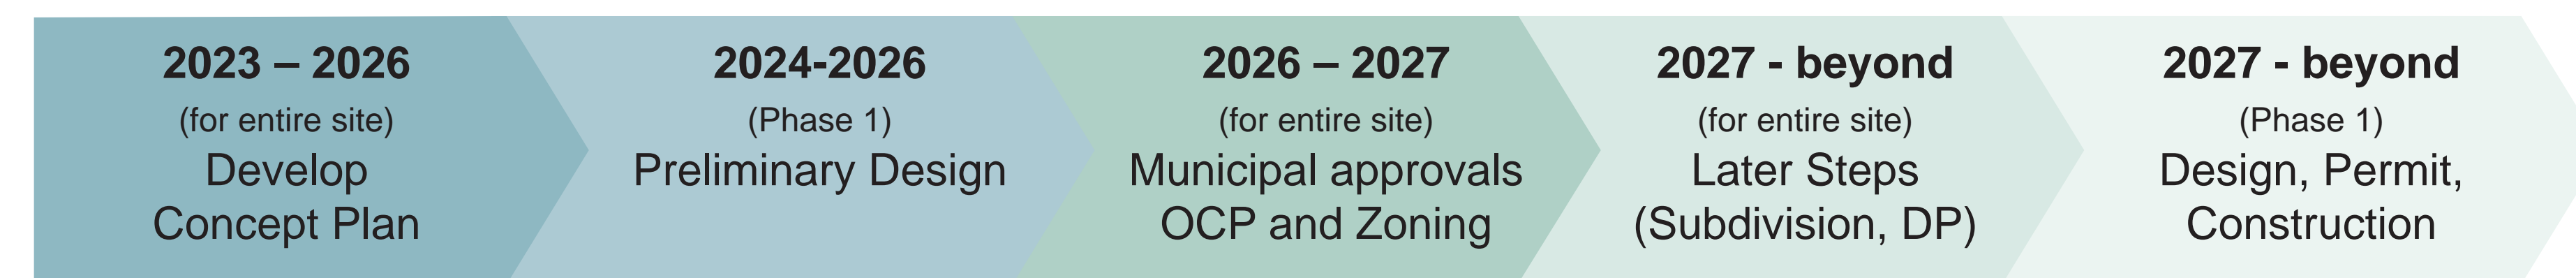 2023 – 2026
(for entire site)
Develop
Concept Plan
2024-2026
(Phase 1)
Preliminary Design
2026 – 2027
(for entire site)
Municipal approvals
OCP and Zoning
2027 - beyond
(for entire site)
Later Steps
(Subdivision, DP)
2027 - beyond
(Phase 1)
Design, Permit,
Construction